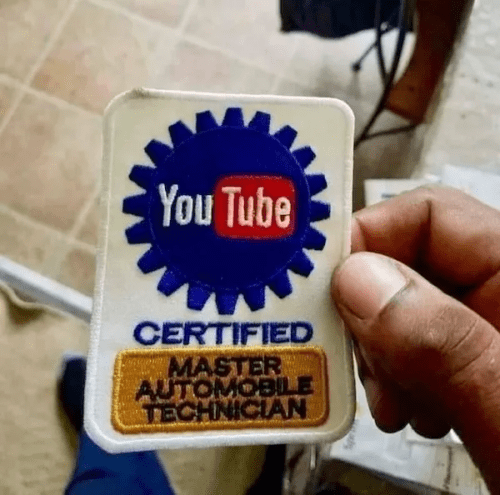 YouTube
CERTIFIED
MASTER
AUTOMOBILE
TECHNICIAN